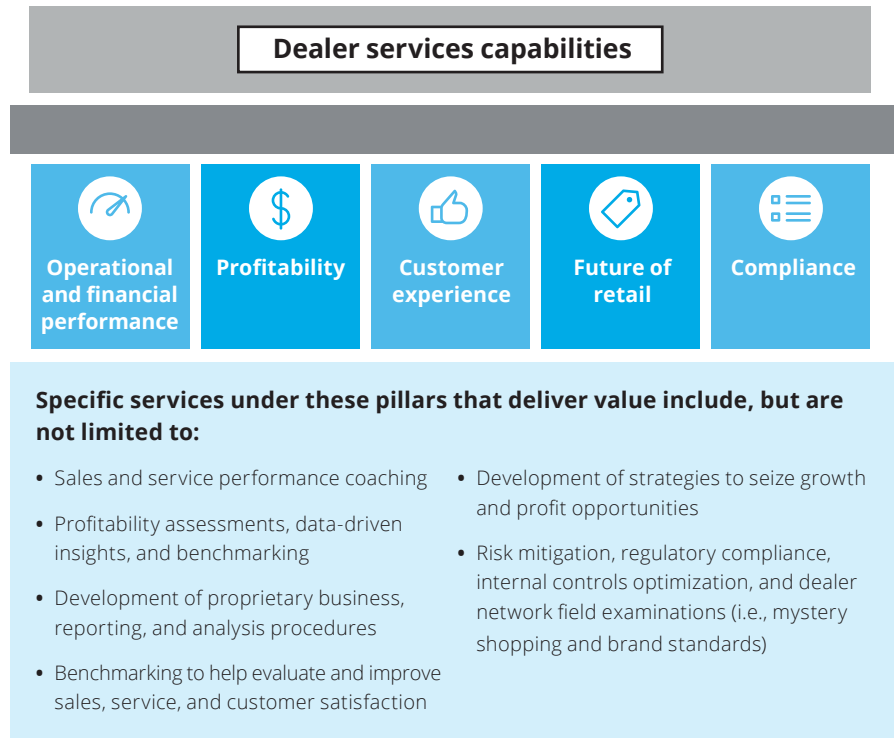 Dealer services capabilities
Operational
and financial
performance
Profitability
Customer
experience
Future of
retail
Compliance
Specific services under these pillars that deliver value include, but are
not limited to:
• Sales and service performance coaching
• Profitability assessments, data-driven
insights, and benchmarking
• Development of proprietary business,
reporting, and analysis procedures
• Benchmarking to help evaluate and improve
sales, service, and customer satisfaction
• Development of strategies to seize growth
and profit opportunities
• Risk mitigation, regulatory compliance,
internal controls optimization, and dealer
network field examinations (i.e., mystery
shopping and brand standards)